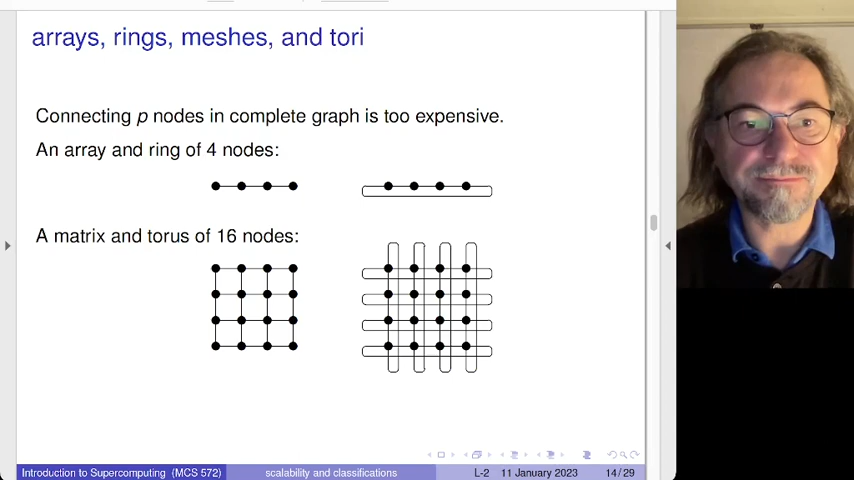 arrays, rings, meshes, and tori
Connecting p nodes in complete graph is too expensive.
An array and ring of 4 nodes:
A matrix and torus of 16 nodes:
Introduction to Supercomputing (MCS 572)
scalability and classifications
L-2 11 January 2023
14 / 29